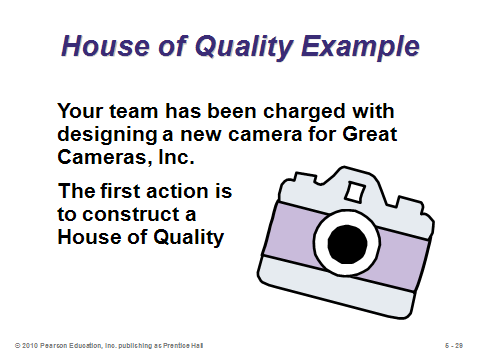 House of Quality Example
Your team has been charged with
designing a new camera for Great
Cameras, Inc.
The first action is
to construct a
House of Quality
© 2010 Pearson Education, Inc. publishing as Prentice Hall
5 - 29